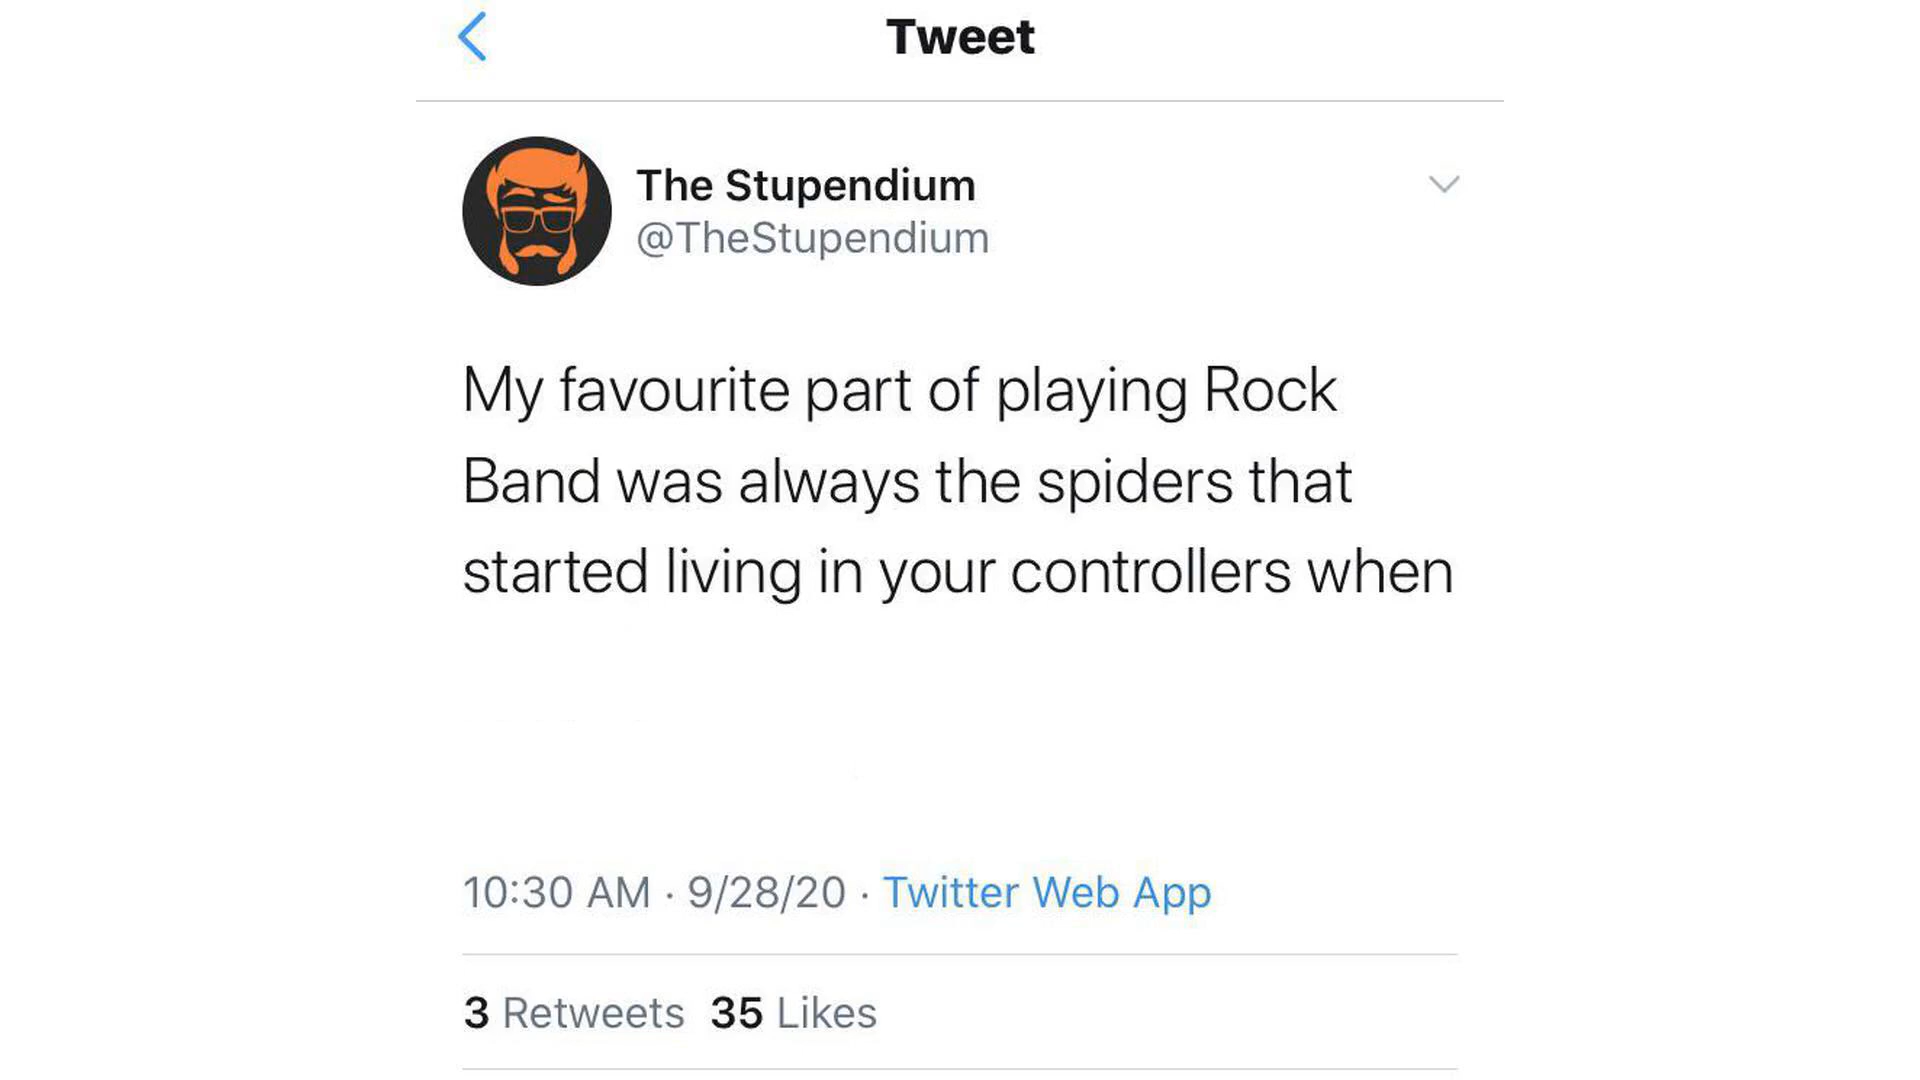 Tweet
The Stupendium
@TheStupendium
My favourite part of playing Rock
Band was always the spiders that
started living in your controllers when
10:30 AM · 9/28/20 · Twitter Web App
3 Retweets 35 Likes